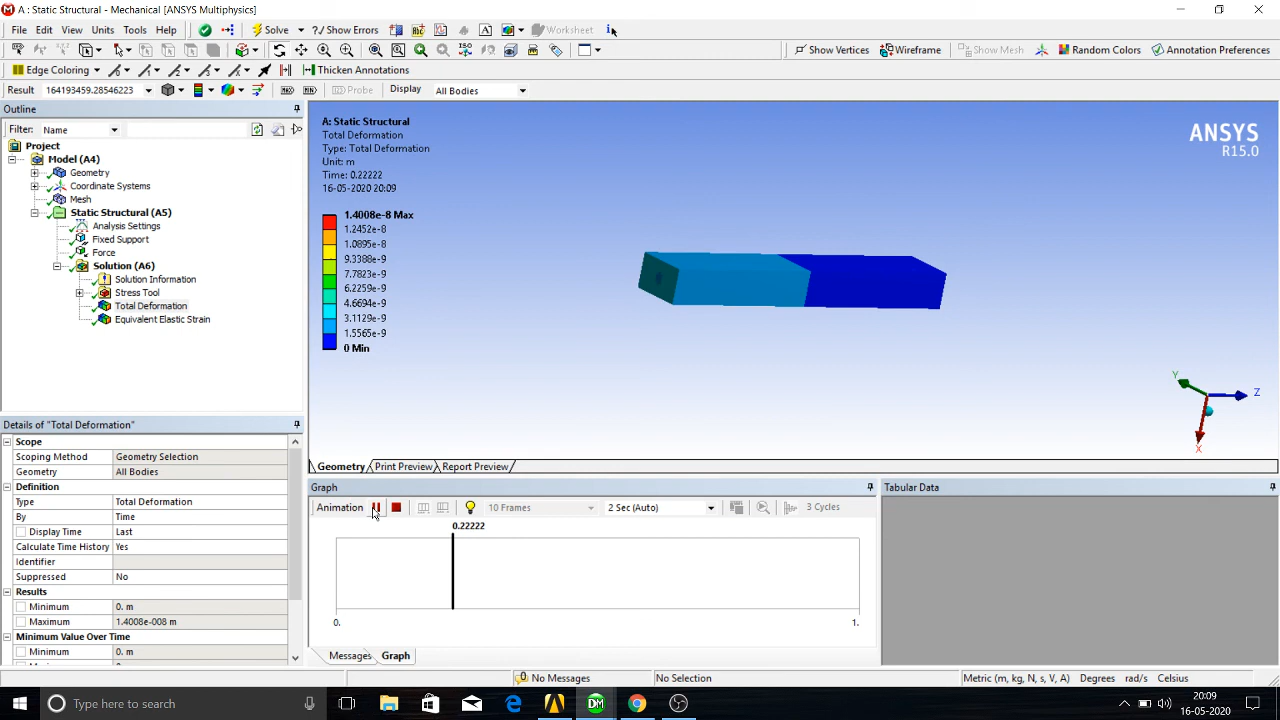 A : Static Structural - Mechanical [ANSYS Multiphysics]
File Edit View Units Tools Help Solve ?/ Show Errors Worksheet
Show Vertices Wireframe Show Mesh Random Colors Annotation Preferences
Edge Coloring Thicken Annotations
Result 164193459.28546223 Probe Display All Bodies
Outline
Filter: Name
Project
Model (A4)
Geometry
Coordinate Systems
Mesh
Static Structural (A5)
Analysis Settings
Fixed Support
Force
Solution (A6)
Solution Information
Stress Tool
Total Deformation
Equivalent Elastic Strain
A: Static Structural
Total Deformation
Type: Total Deformation
Unit: m
Time: 0.22222
16-05-2020 20:09
1.4008e-8 Max
1.2452e-8
1.0895e-8
9.3388e-9
7.7823e-9
6.2259e-9
4.6694e-9
3.1129e-9
1.5565e-9
0 Min
ANSYS
R15.0
Y
Z
X
Geometry Print Preview Report Preview
Details of "Total Deformation"
Scope
Scoping Method Geometry Selection
Geometry All Bodies
Definition
Type Total Deformation
By Time
Display Time Last
Calculate Time History Yes
Identifier
Suppressed No
Results
Minimum 0. m
Maximum 1.4008e-008 m
Minimum Value Over Time
Minimum 0. m
Graph
Animation 10 Frames 2 Sec (Auto) 3 Cycles
0.22222
0. 1.
Messages Graph
Tabular Data
0 No Messages No Selection Metric (m, kg, N, s, V, A) Degrees rad/s Celsius
Type here to search
20:09
16-05-2020